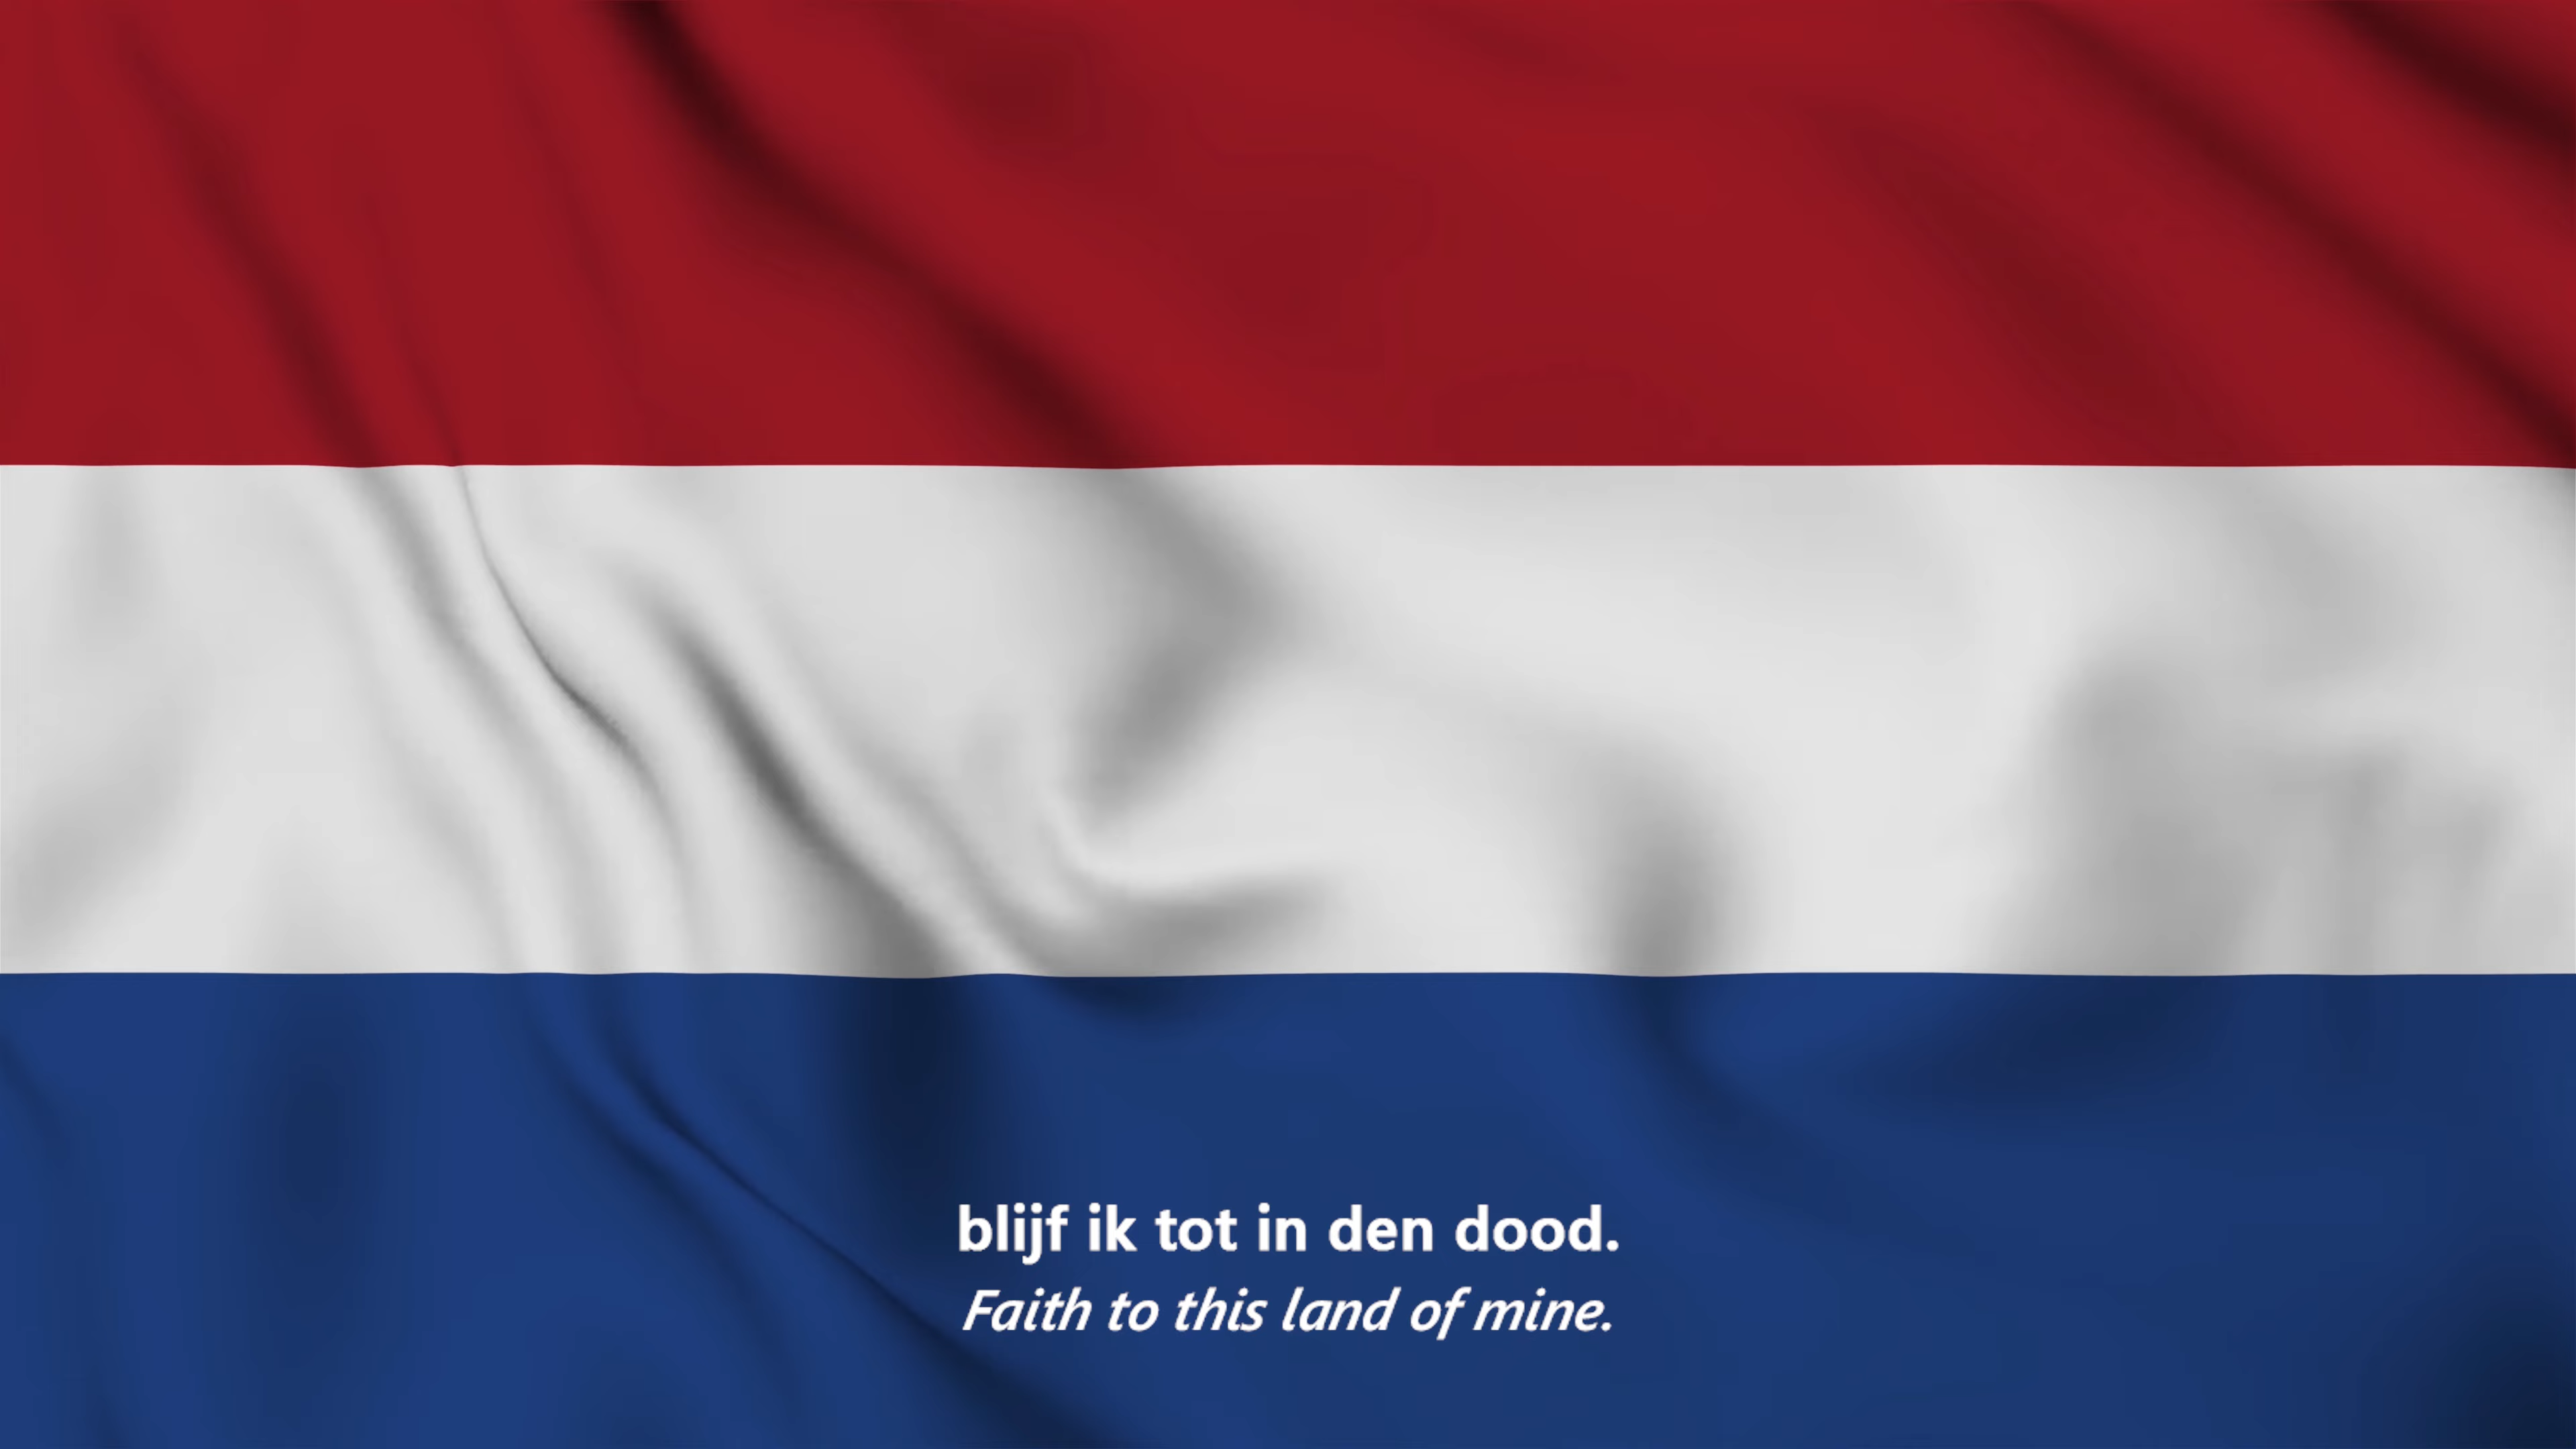 blijf ik tot in den dood.
Faith to this land of mine.